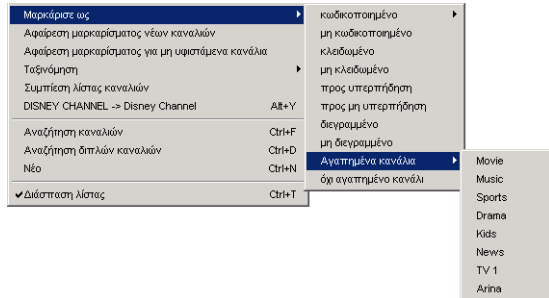 Μαρκάρισε ως
Αφαίρεση μαρκαρίσματος νέων καναλιών
Αφαίρεση μαρκαρίσματος για μη υφιστάμενα κανάλια
Ταξινόμηση
Συμπίεση λίστας καναλιών
DISNEY CHANNEL -> Disney Channel Alt+Y
Αναζήτηση καναλιών Ctrl+F
Αναζήτηση διπλών καναλιών Ctrl+D
Νέο Ctrl+N
Διάσπαση λίστας Ctrl+T
κωδικοποιημένο
μη κωδικοποιημένο
κλειδωμένο
μη κλειδωμένο
προς υπερπήδηση
προς μη υπερπήδηση
διεγραμμένο
μη διεγραμμένο
Αγαπημένα κανάλια
όχι αγαπημένο κανάλι
Movie
Music
Sports
Drama
Kids
News
TV 1
Arina